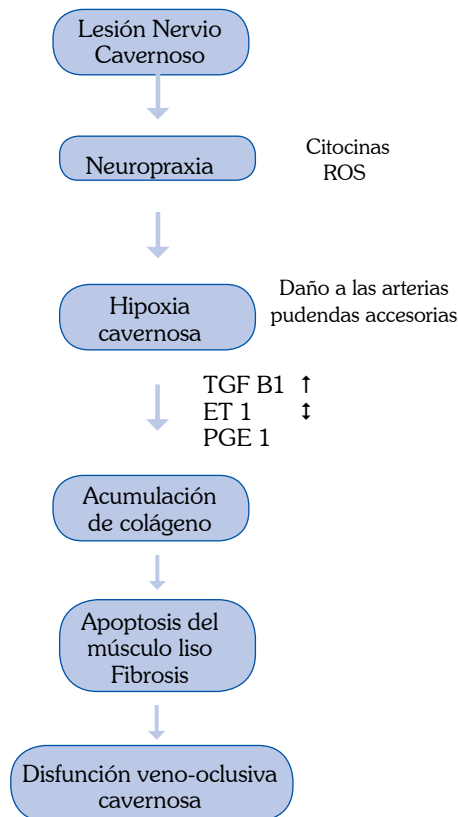 Lesión Nervio
Cavernoso
Neuropraxia
Citocinas
ROS
Hipoxia
cavernosa
Daño a las arterias
pudendas accesorias
TGF B1 ↑
ET 1 ↕
PGE 1
Acumulación
de colágeno
Apoptosis del
músculo liso
Fibrosis
Disfunción veno-oclusiva
cavernosa